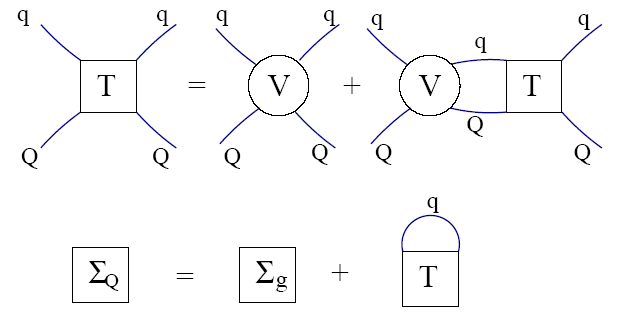 q q q q q q q
T = V + V T
Q Q Q Q Q Q Q
q
Σ_Q = Σ_g + T